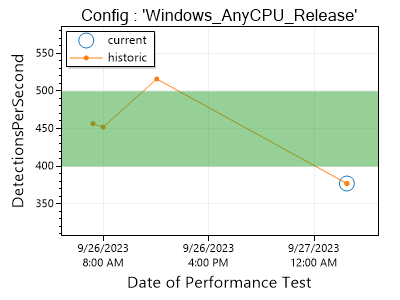 Config : 'Windows_AnyCPU_Release'
current
historic
DetectionsPerSecond
550
500
450
400
350
9/26/2023
8:00 AM
9/26/2023
4:00 PM
9/27/2023
12:00 AM
Date of Performance Test